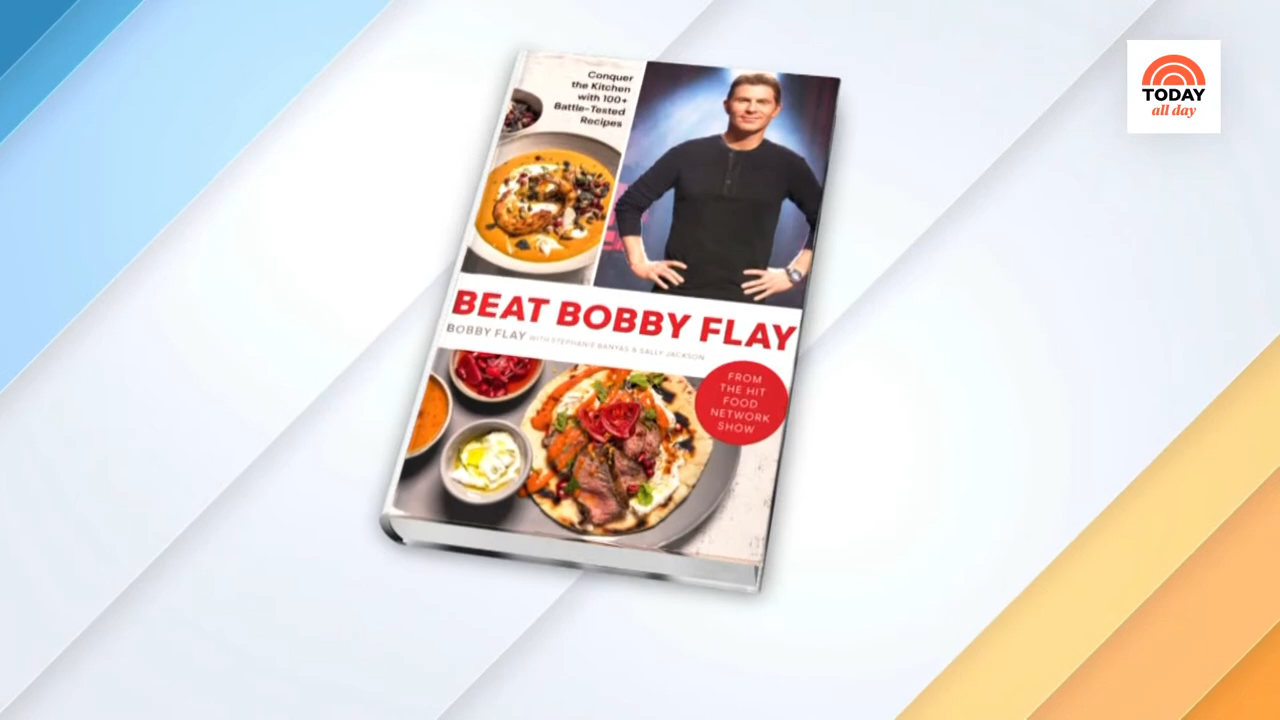 Conquer
the Kitchen
with 100+
Battle-Tested
Recipes
BEAT BOBBY FLAY
BOBBY FLAY WITH STEPHANIE BANYAS & SALLY JACKSON
FROM
THE HIT
FOOD
NETWORK
SHOW
TODAY
all day